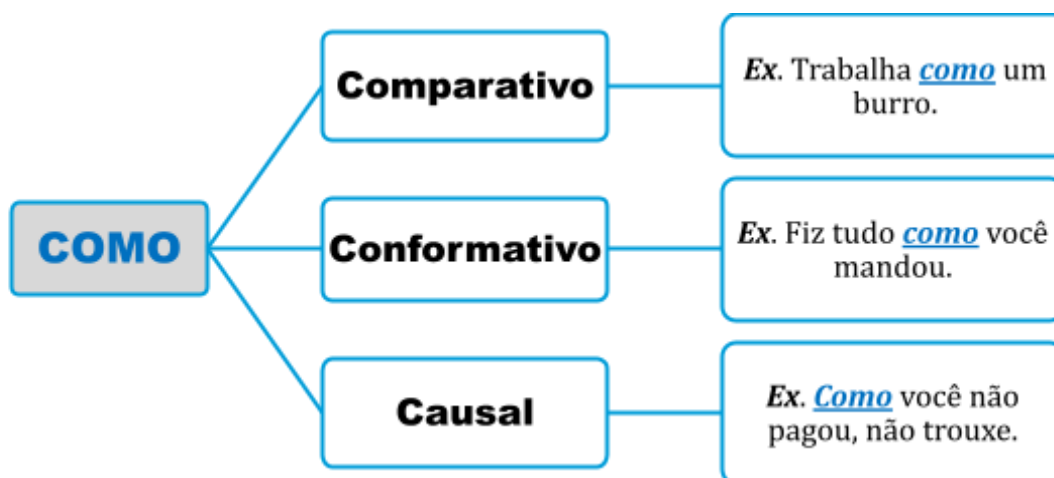 COMO
Comparativo
Ex. Trabalha como um
burro.
Conformativo
Ex. Fiz tudo como você
mandou.
Causal
Ex. Como você não
pagou, não trouxe.